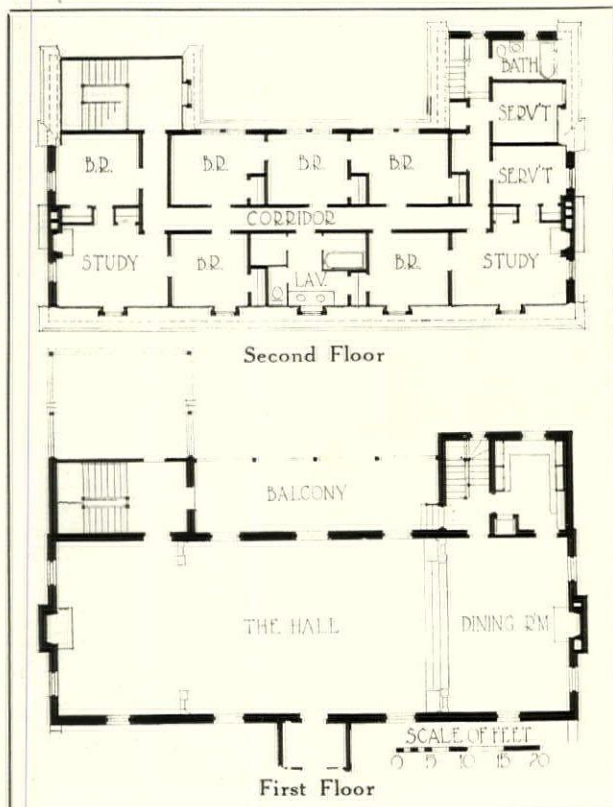 BATH
SERV'T
B.R. B.R. B.R. B.R. SERV'T
CORRIDOR
STUDY B.R. LAV. B.R. STUDY
Second Floor
BALCONY
THE HALL DINING R'M
SCALE OF FEET
0 5 10 15 20
First Floor